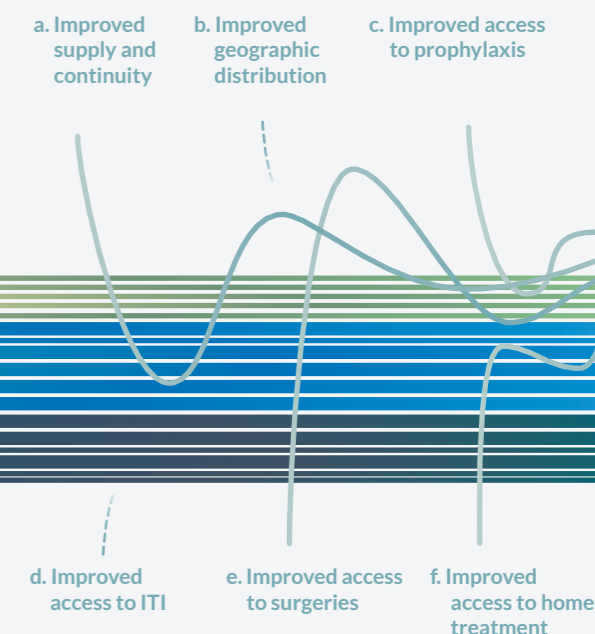 a. Improved
supply and
continuity
b. Improved
geographic
distribution
c. Improved access
to prophylaxis
d. Improved
access to ITI
e. Improved access
to surgeries
f. Improved
access to home
treatment